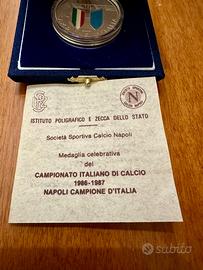 ISTITUTO POLIGRAFICO E ZECCA DELLO STATO
Società Sportiva Calcio Napoli
Medaglia celebrativa
del
CAMPIONATO ITALIANO DI CALCIO
1986-1987
NAPOLI CAMPIONE D'ITALIA
subito